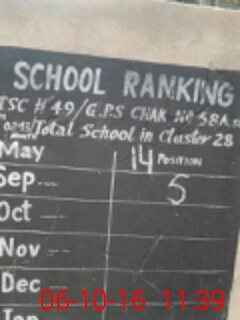 SCHOOL RANKING
TSC # 49/G.P.S CHAK No 58A
Total School in Cluster 28
May 14 POSITION
Sep 5
Oct
Nov
Dec
06-10-16 11:39